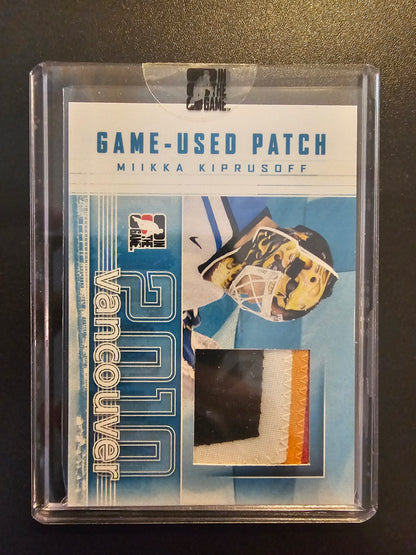 IN
THE
GAME
GAME-USED PATCH
MIIKKA KIPRUSOFF
IN
THE
GAME
2010
vancouver